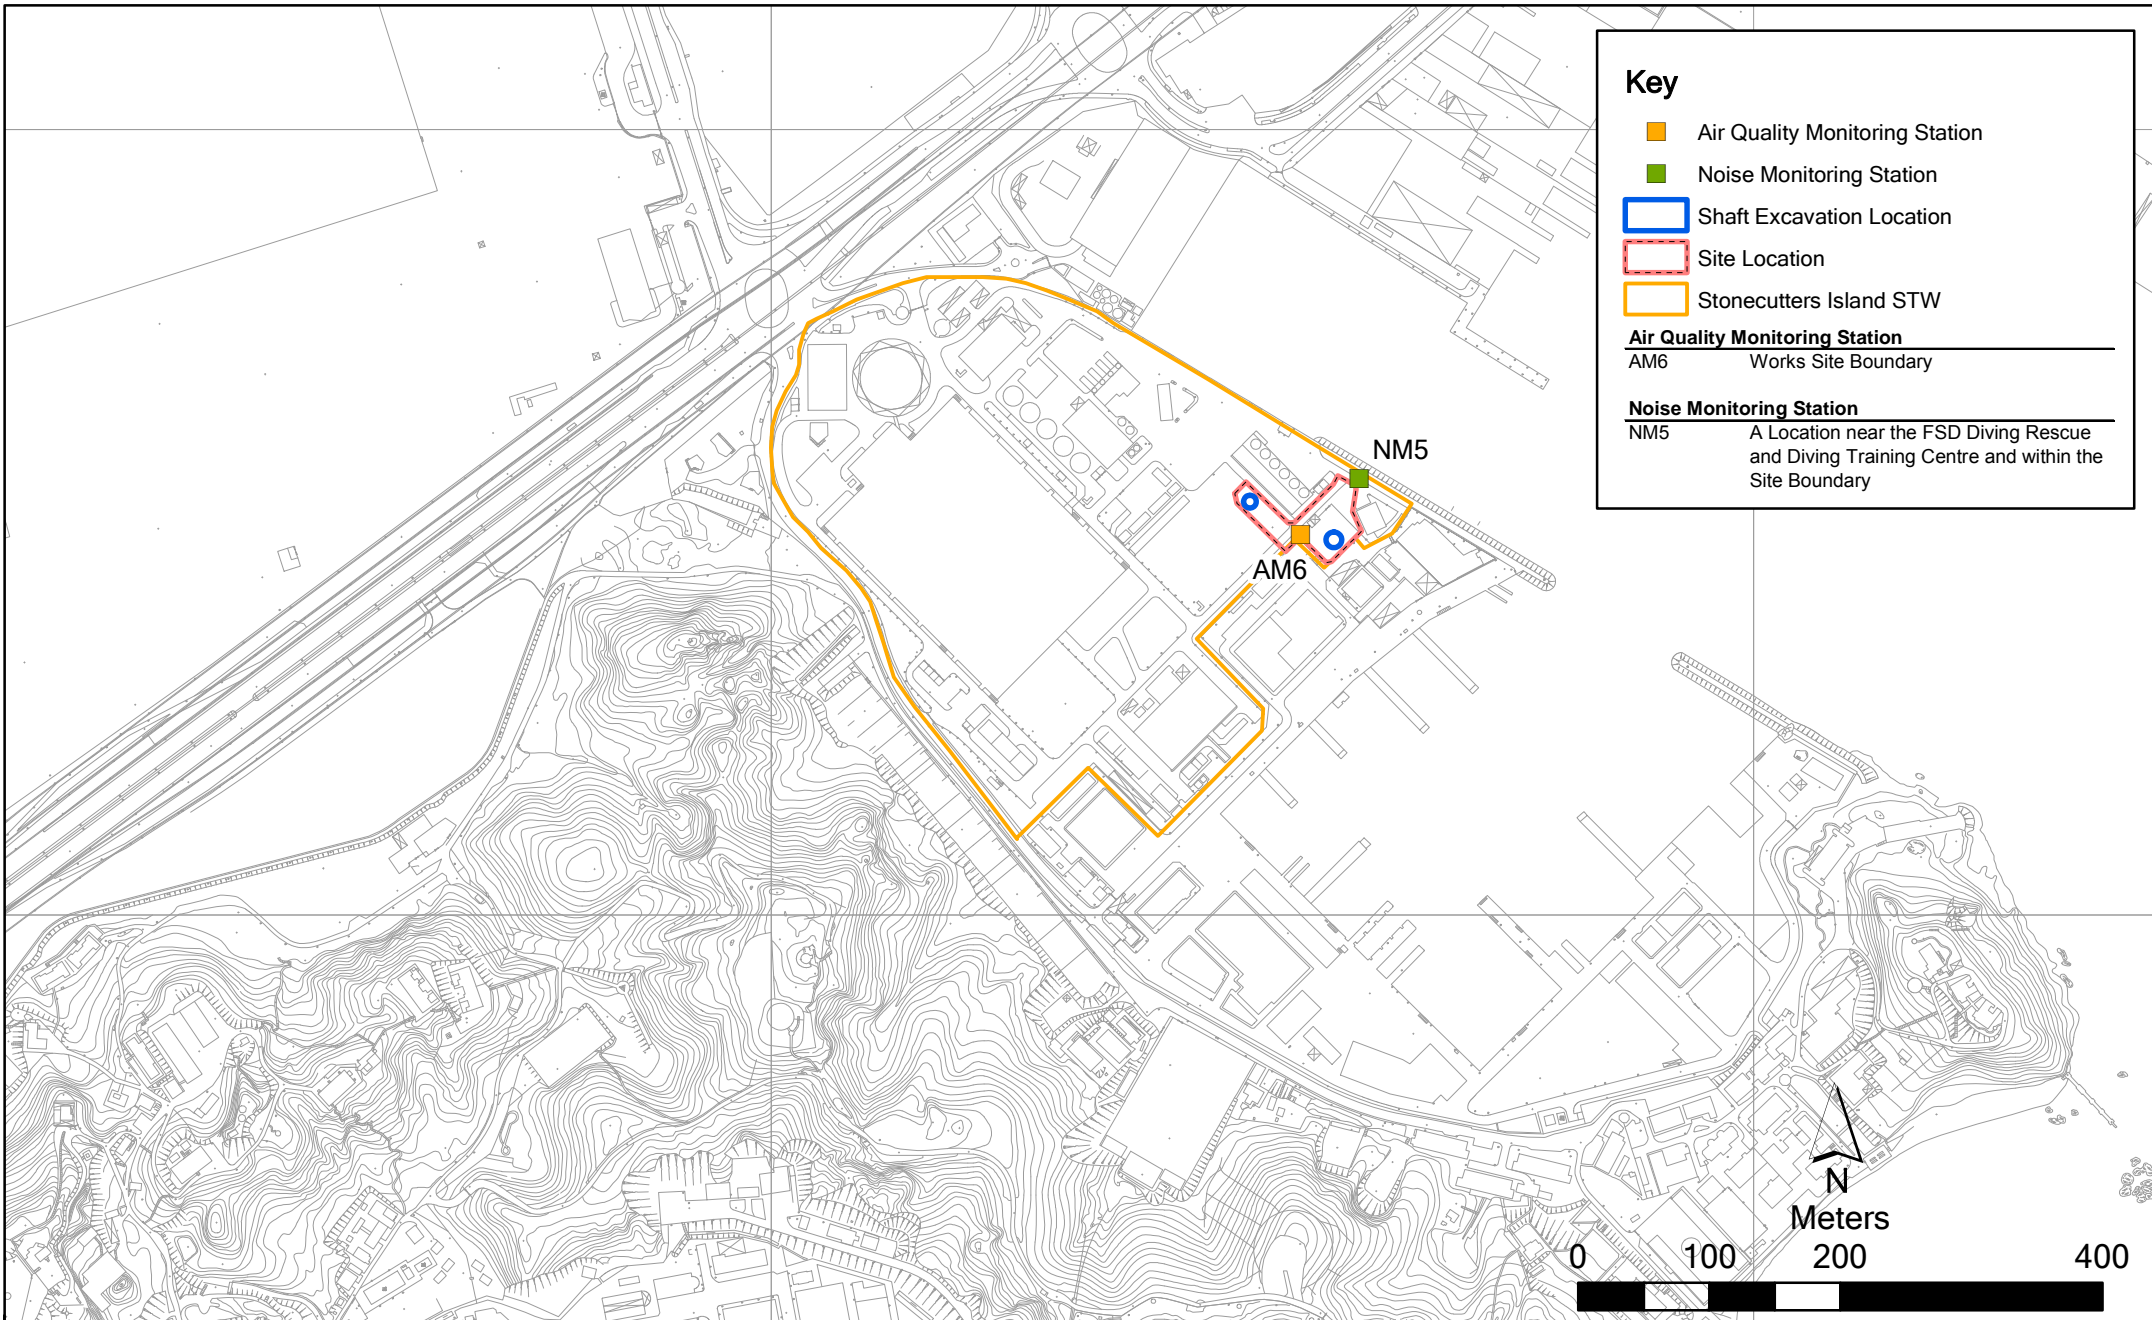 Key
Air Quality Monitoring Station
Noise Monitoring Station
Shaft Excavation Location
Site Location
Stonecutters Island STW
Air Quality Monitoring Station
AM6 Works Site Boundary
Noise Monitoring Station
NM5 A Location near the FSD Diving Rescue
and Diving Training Centre and within the
Site Boundary
NM5
AM6
N
Meters
0 100 200 400